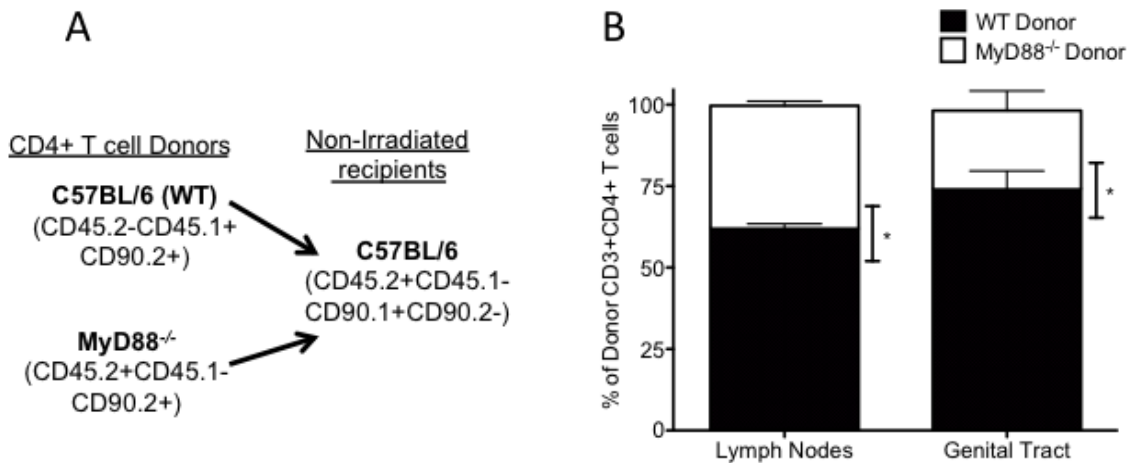 A
CD4+ T cell Donors
C57BL/6 (WT)
(CD45.2-CD45.1+
CD90.2+)
MyD88-/-
(CD45.2+CD45.1-
CD90.2+)
Non-Irradiated
recipients
C57BL/6
(CD45.2+CD45.1-
CD90.1+CD90.2-)
B
WT Donor
MyD88-/- Donor
% of Donor CD3+CD4+ T cells
100
75
50
25
0
*
*
Lymph Nodes
Genital Tract